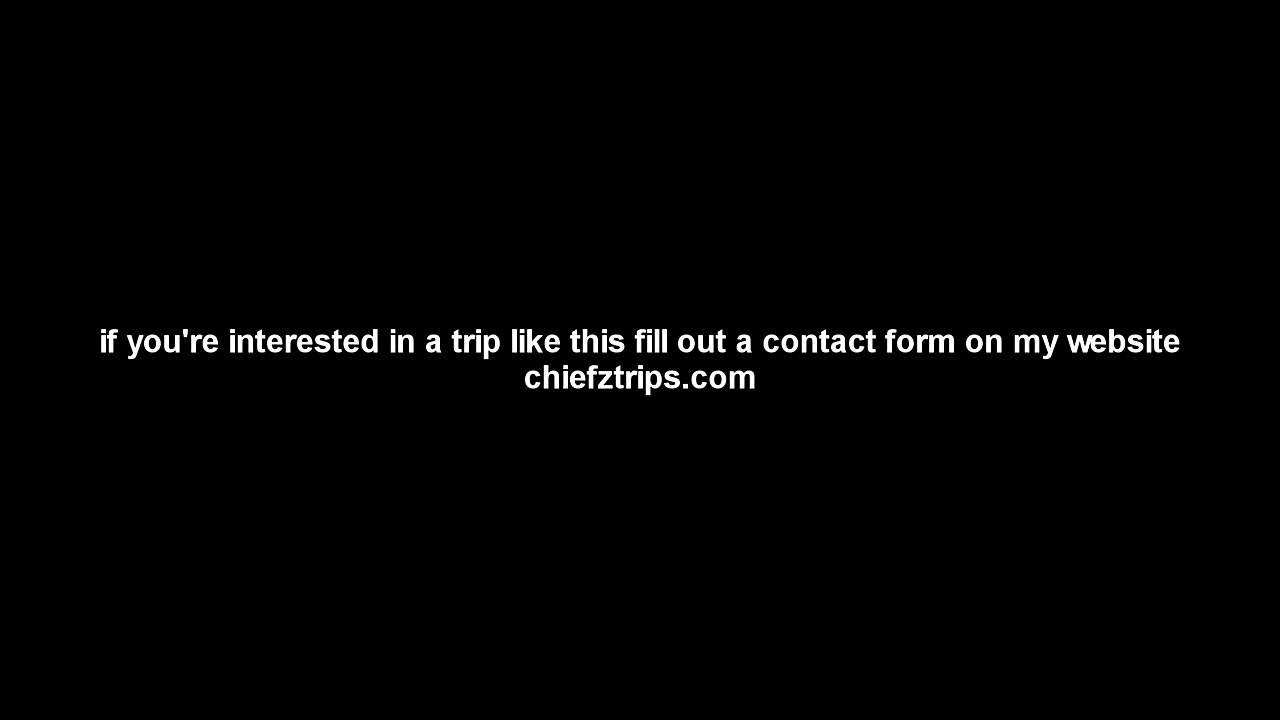 if you're interested in a trip like this fill out a contact form on my website
chiefztrips.com